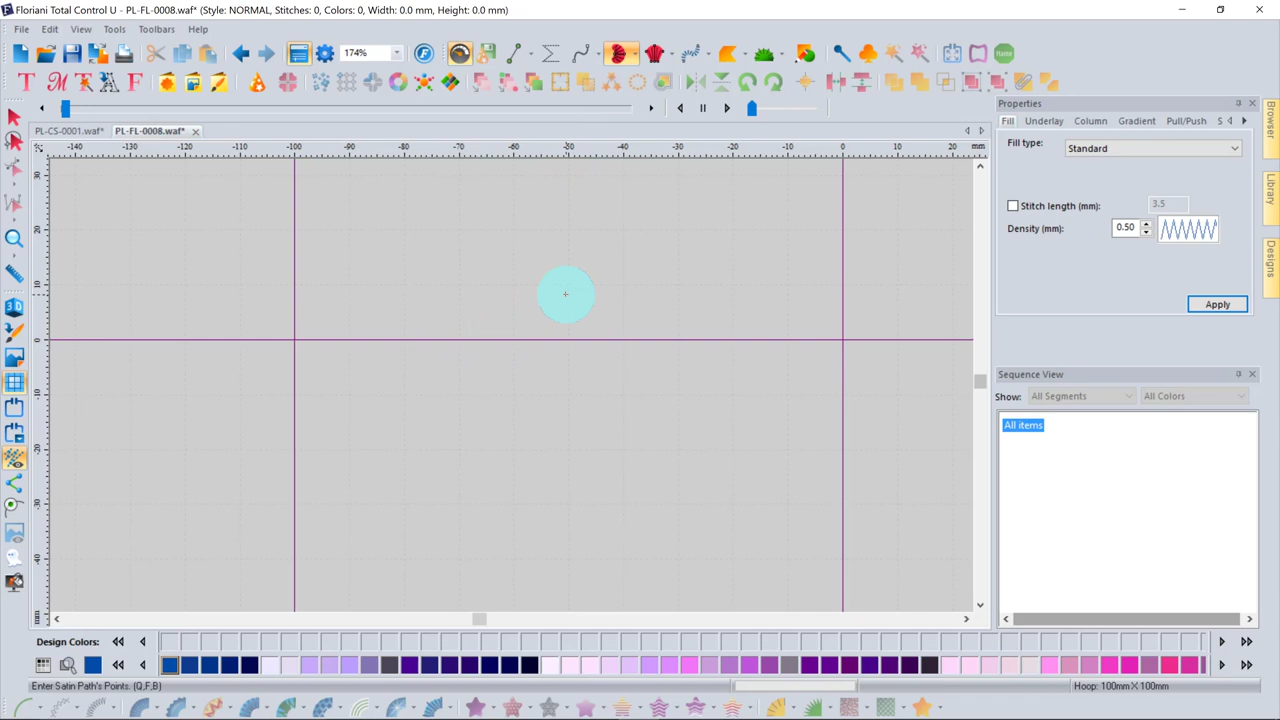 Floriani Total Control U - PL-FL-0008.waf* (Style: NORMAL, Stitches: 0, Colors: 0, Width: 0.0 mm, Height: 0.0 mm)
File Edit View Tools Toolbars Help
174%
PL-CS-0001.waf* PL-FL-0008.waf*
-140 -130 -120 -110 -100 -90 -80 -70 -60 -50 -40 -30 -20 -10 0 10 20 mm
30
20
10
0
-10
-20
-30
-40
mm
3.0
Properties
Fill Underlay Column Gradient Pull/Push S
Fill type: Standard
Stitch length (mm): 3.5
Density (mm): 0.50
Apply
Sequence View
Show: All Segments All Colors
All items
Browser
Library
Designs
Design Colors:
Enter Satin Path's Points. (Q,F,B) Hoop: 100mm X 100mm